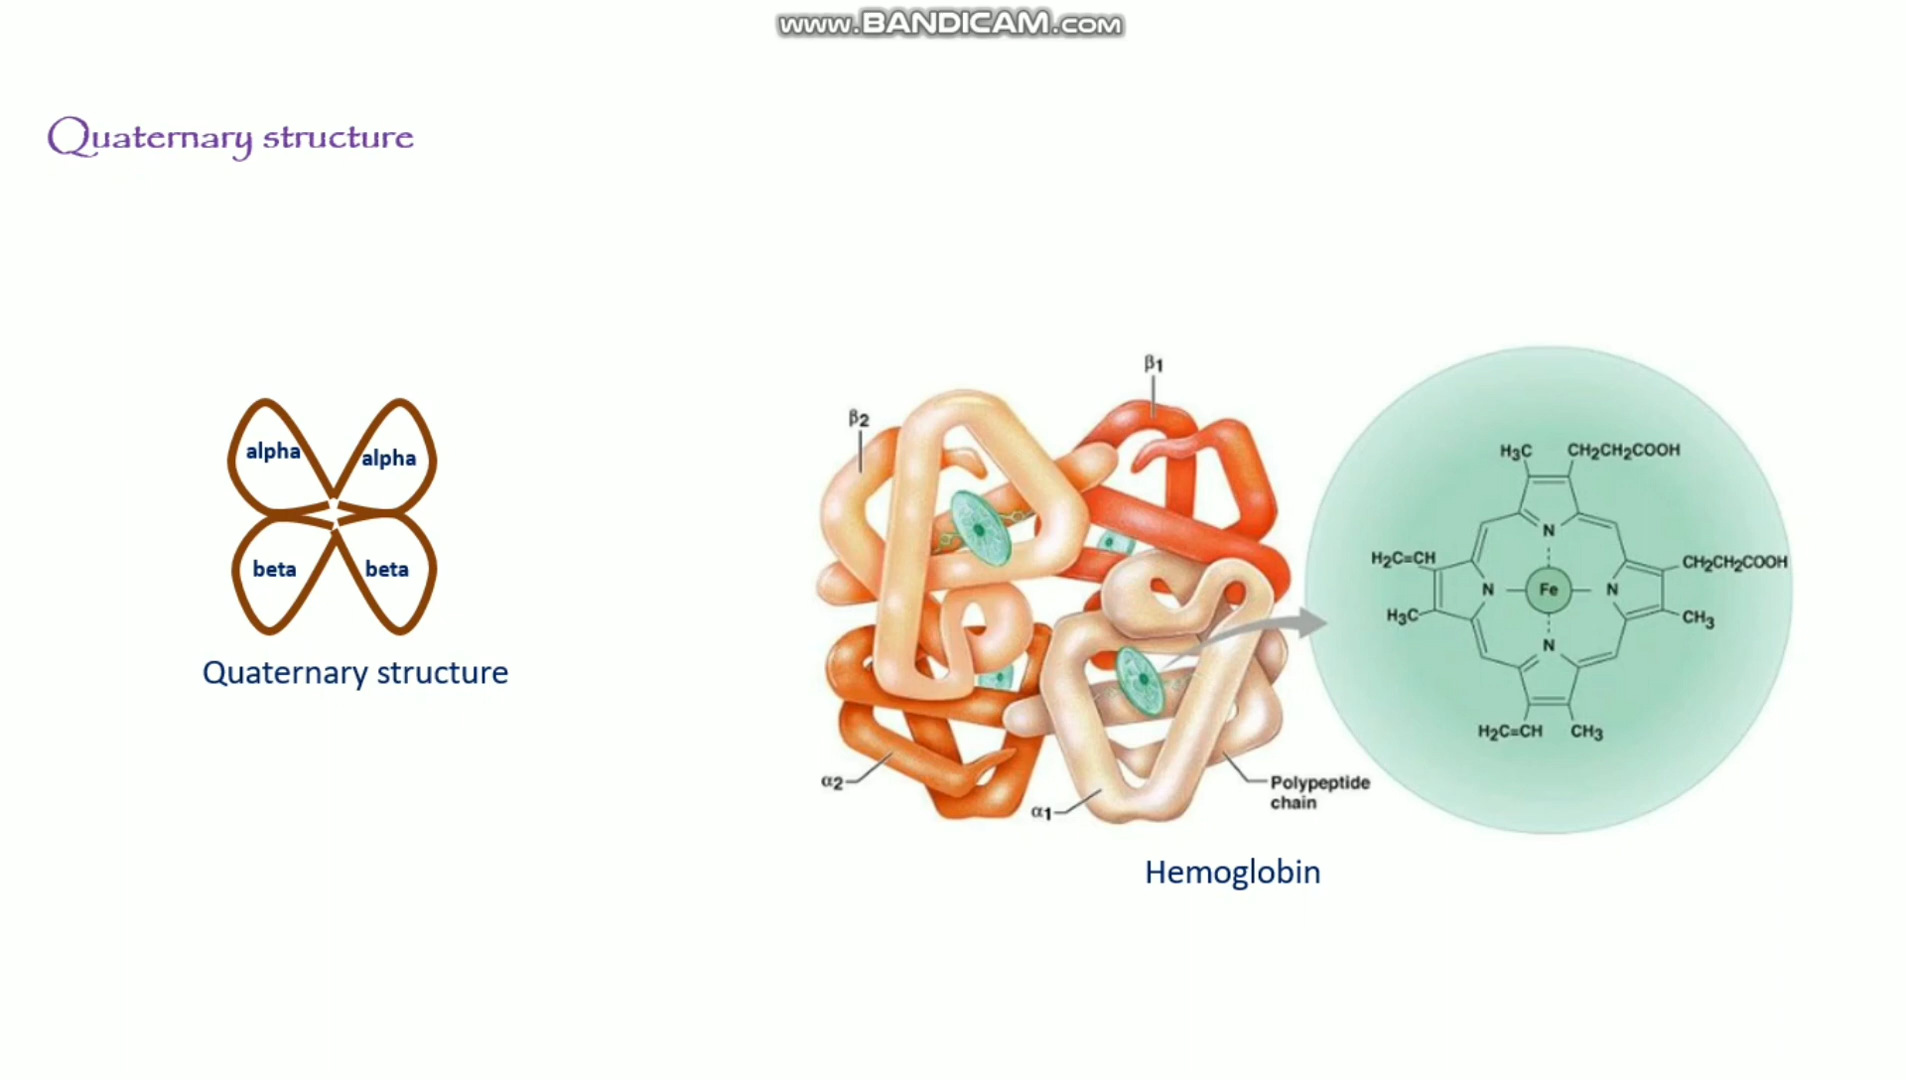 www.BANDICAM.com
Quaternary structure
alpha
alpha
beta
beta
Quaternary structure
β1
β2
α2
α1
Polypeptide
chain
H3C
CH2CH2COOH
N
H2C=CH
CH2CH2COOH
N
Fe
N
H3C
CH3
N
H2C=CH
CH3
Hemoglobin